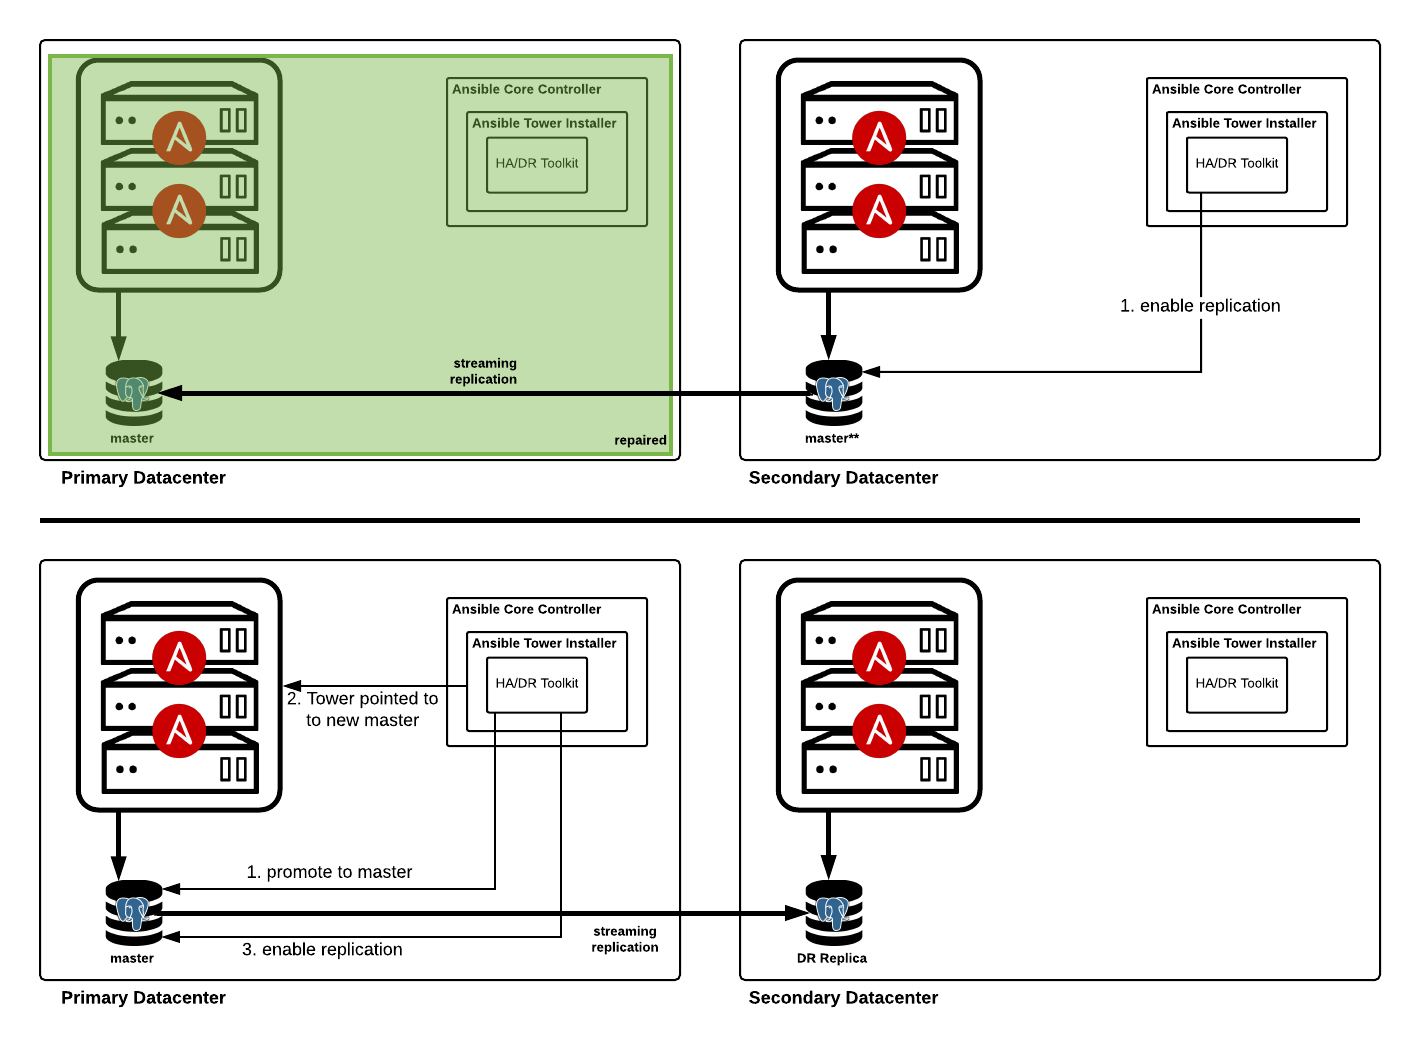 Ansible Core Controller
Ansible Tower Installer
HA/DR Toolkit
streaming
replication
master
repaired
Primary Datacenter
Ansible Core Controller
Ansible Tower Installer
HA/DR Toolkit
1. enable replication
master**
Secondary Datacenter
Ansible Core Controller
Ansible Tower Installer
HA/DR Toolkit
2. Tower pointed to
to new master
1. promote to master
3. enable replication
streaming
replication
master
Primary Datacenter
Ansible Core Controller
Ansible Tower Installer
HA/DR Toolkit
DR Replica
Secondary Datacenter